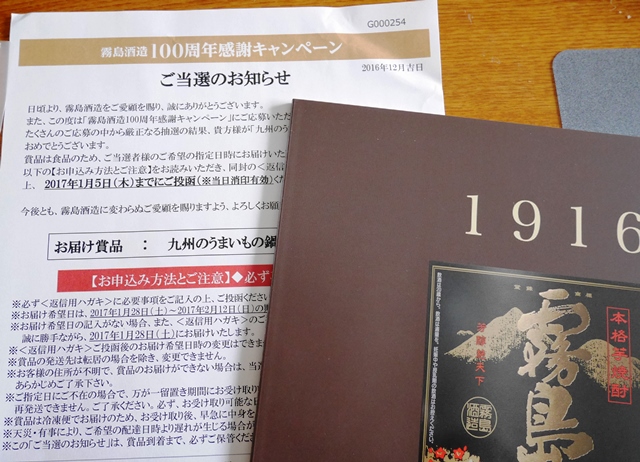 G000254
霧島酒造100周年感謝キャンペーン
ご当選のお知らせ
2016年12月吉日
日頃より、霧島酒造をご愛顧を賜り、誠にありがとうございます。
また、この度は「霧島酒造100周年感謝キャンペーン」にご応募いただ
たくさんのご応募の中から厳正なる抽選の結果、貴方様が「九州のう
おめでとうございます。
賞品は食品のため、ご当選者様のご希望の指定日時にお届けいた
以下の【お申込み方法とご注意】をお読みいただき、同封の<返信
上、2017年1月5日(木)までにご投函(※当日消印有効)くだ
今後とも、霧島酒造に変わらぬご愛顧を賜りますよう、よろしくお願
お届け賞品 : 九州のうまいもの鍋
【お申込み方法とご注意】◆必ず
※必ず<返信用ハガキ>に必要事項をご記入の上、ご投函ください
※お届け希望日は、2017年1月28日(土)~2017年2月12日(日)の
※お届け希望日の記入がない場合、また、<返信用ハガキ>のご
誠に勝手ながら、2017年1月28日(土)にお届けいたします。
※<返信用ハガキ>ご投函後のお届け希望日時の変更はできませ
※賞品の発送先は転居の場合を除き、変更できません。
※お客様の住所が不明で、賞品のお届けができない場合は、当選
あらかじめご了承下さい。
※ご指定日にご不在の場合で、万が一留置き期間にお受け取り
再発送できません。ご了承ください。必ず、お受け取り可能な日
※賞品は冷凍便でお届けのため、お受け取り後、早急に中身を
※天災・有事により、ご希望の配達日時より遅れが生じる場合が
※この「ご当選のお知らせ」は、賞品到着まで、必ずご保管くださ
1916
本格芋焼酎
霧島